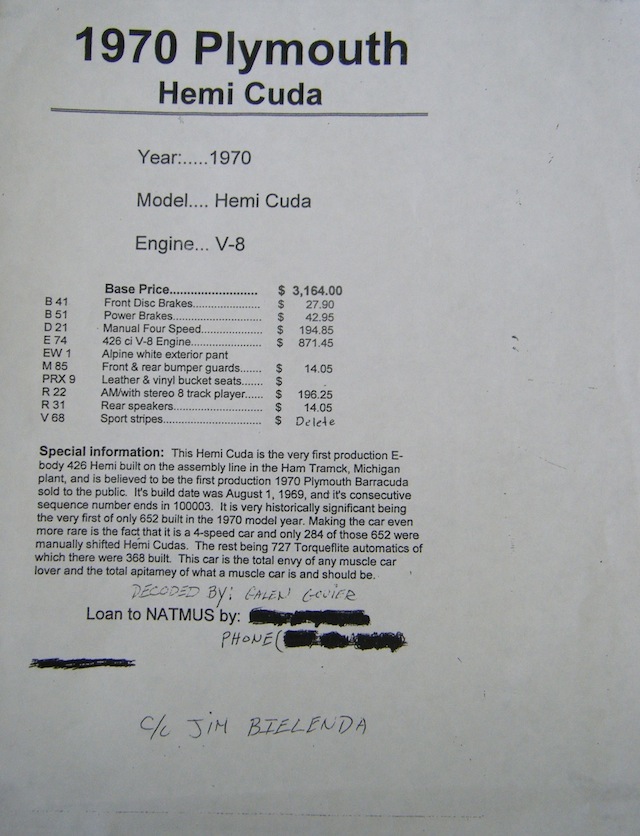 1970 Plymouth
Hemi Cuda
Year:.....1970
Model.... Hemi Cuda
Engine... V-8
Base Price.......................... $ 3,164.00
B 41 Front Disc Brakes..................... $ 27.90
B 51 Power Brakes........................... $ 42.95
D 21 Manual Four Speed................... $ 194.85
E 74 426 ci V-8 Engine...................... $ 871.45
EW 1 Alpine white exterior pant
M 85 Front & rear bumper guards....... $ 14.05
PRX 9 Leather & vinyl bucket seats...... $
R 22 AM/with stereo 8 track player...... $ 196.25
R 31 Rear speakers........................... $ 14.05
V 68 Sport stripes............................. $ Delete
Special information: This Hemi Cuda is the very first production E-
body 426 Hemi built on the assembly line in the Ham Tramck, Michigan
plant, and is believed to be the first production 1970 Plymouth Barracuda
sold to the public. It's build date was August 1, 1969, and it's consecutive
sequence number ends in 100003. It is very historically significant being
the very first of only 652 built in the 1970 model year. Making the car even
more rare is the fact that it is a 4-speed car and only 284 of those 652 were
manually shifted Hemi Cudas. The rest being 727 Torqueflite automatics of
which there were 368 built. This car is the total envy of any muscle car
lover and the total apitamey of what a muscle car is and should be.
DECODED BY: GALEN GOVIER
Loan to NATMUS by:
PHONE(
C/C JIM BIELENDA